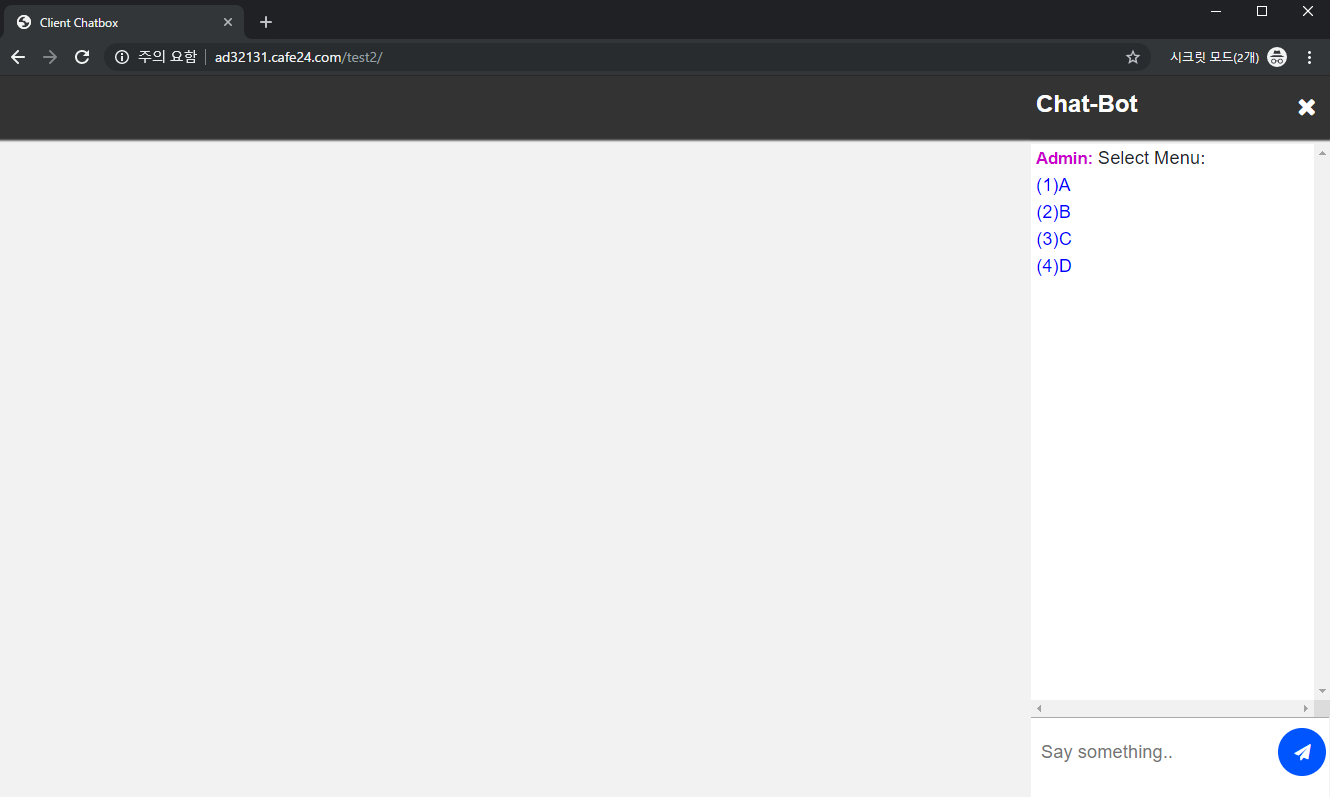 Client Chatbox
주의 요함 ad32131.cafe24.com/test2/ 시크릿 모드(2개)
Chat-Bot
Admin: Select Menu:
(1)A
(2)B
(3)C
(4)D
Say something..